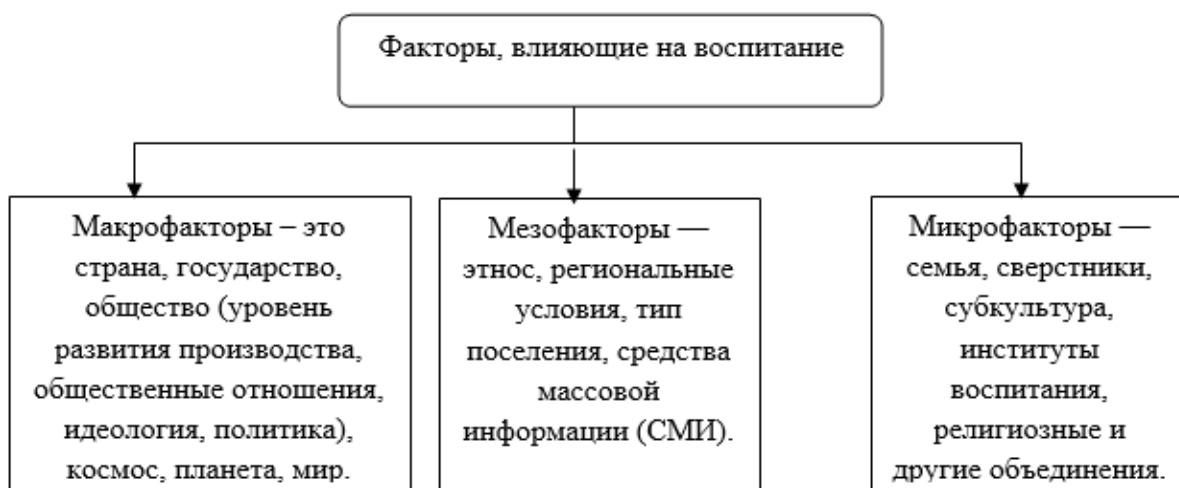 Факторы, влияющие на воспитание
Макрофакторы – это
страна, государство,
общество (уровень
развития производства,
общественные отношения,
идеология, политика),
космос, планета, мир.
Мезофакторы —
этнос, региональные
условия, тип
поселения, средства
массовой
информации (СМИ).
Микрофакторы —
семья, сверстники,
субкультура,
институты
воспитания,
религиозные и
другие объединения.